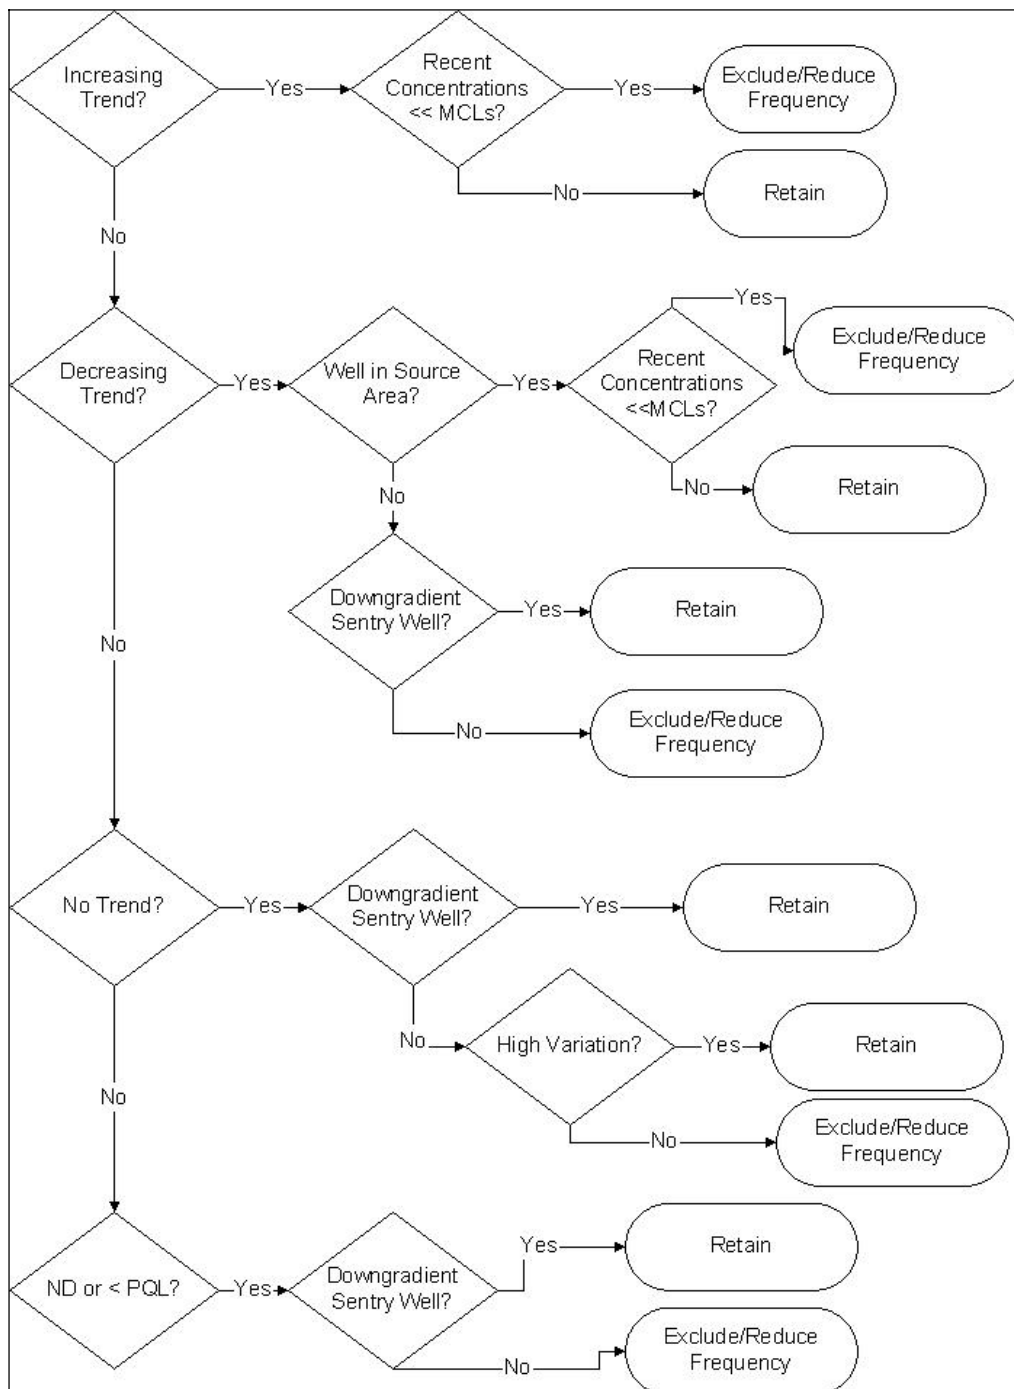 Increasing
Trend?
Yes
Recent
Concentrations
<< MCLs?
Yes
Exclude/Reduce
Frequency
No
Retain
No
Decreasing
Trend?
Yes
Well in Source
Area?
Yes
Recent
Concentrations
<<MCLs?
Yes
Exclude/Reduce
Frequency
No
Retain
No
Downgradient
Sentry Well?
Yes
Retain
No
Exclude/Reduce
Frequency
No
No Trend?
Yes
Downgradient
Sentry Well?
Yes
Retain
No
High Variation?
Yes
Retain
No
Exclude/Reduce
Frequency
No
ND or < PQL?
Yes
Downgradient
Sentry Well?
Yes
Retain
No
Exclude/Reduce
Frequency